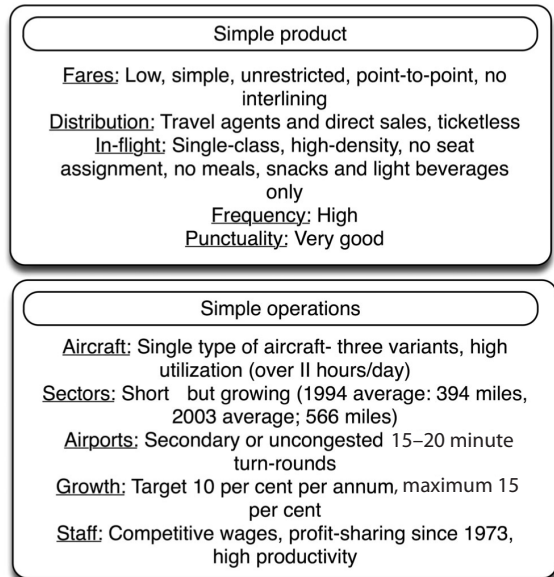 Simple product
Fares: Low, simple, unrestricted, point-to-point, no
interlining
Distribution: Travel agents and direct sales, ticketless
In-flight: Single-class, high-density, no seat
assignment, no meals, snacks and light beverages
only
Frequency: High
Punctuality: Very good
Simple operations
Aircraft: Single type of aircraft- three variants, high
utilization (over II hours/day)
Sectors: Short but growing (1994 average: 394 miles,
2003 average; 566 miles)
Airports: Secondary or uncongested 15–20 minute
turn-rounds
Growth: Target 10 per cent per annum, maximum 15
per cent
Staff: Competitive wages, profit-sharing since 1973,
high productivity